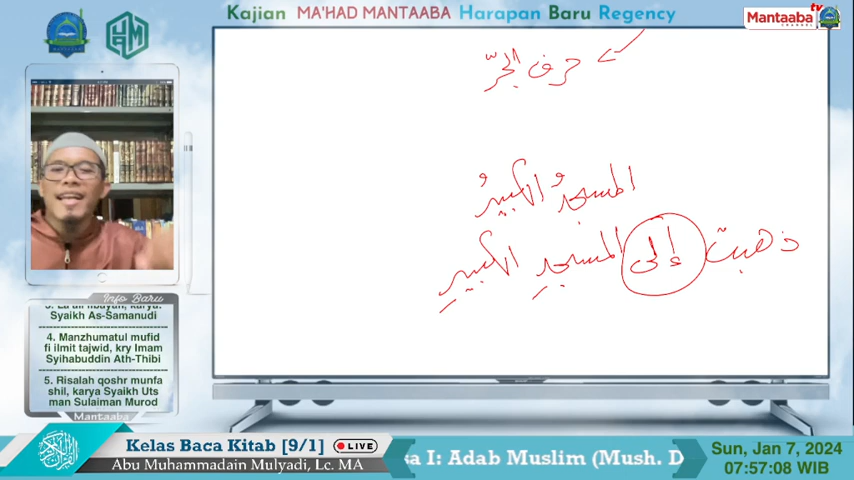 Kajian MA'HAD MANTAABA Harapan Baru Regency
Mantaaba tv
CHANNEL
حرف الجرّ
المسجدُ الكبيرُ
ذهبت إلى المسجدِ الكبيرِ
Info Baru
Syaikh As-Samanudi
4. Manzhumatul mufid
fi ilmit tajwid, kry Imam
Syihabuddin Ath-Thibi
5. Risalah qoshr munfa
shil, karya Syaikh Uts
man Sulaiman Murod
Mantaaba
Kelas Baca Kitab [9/1] LIVE
Abu Muhammadain Mulyadi, Lc. MA
sa I: Adab Muslim (Mush. D
Sun, Jan 7, 2024
07:57:08 WIB